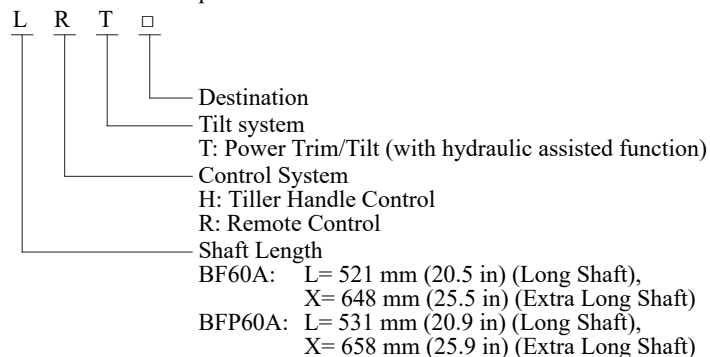 L R T □
Destination
Tilt system
T: Power Trim/Tilt (with hydraulic assisted function)
Control System
H: Tiller Handle Control
R: Remote Control
Shaft Length
BF60A: L= 521 mm (20.5 in) (Long Shaft),
X= 648 mm (25.5 in) (Extra Long Shaft)
BFP60A: L= 531 mm (20.9 in) (Long Shaft),
X= 658 mm (25.9 in) (Extra Long Shaft)